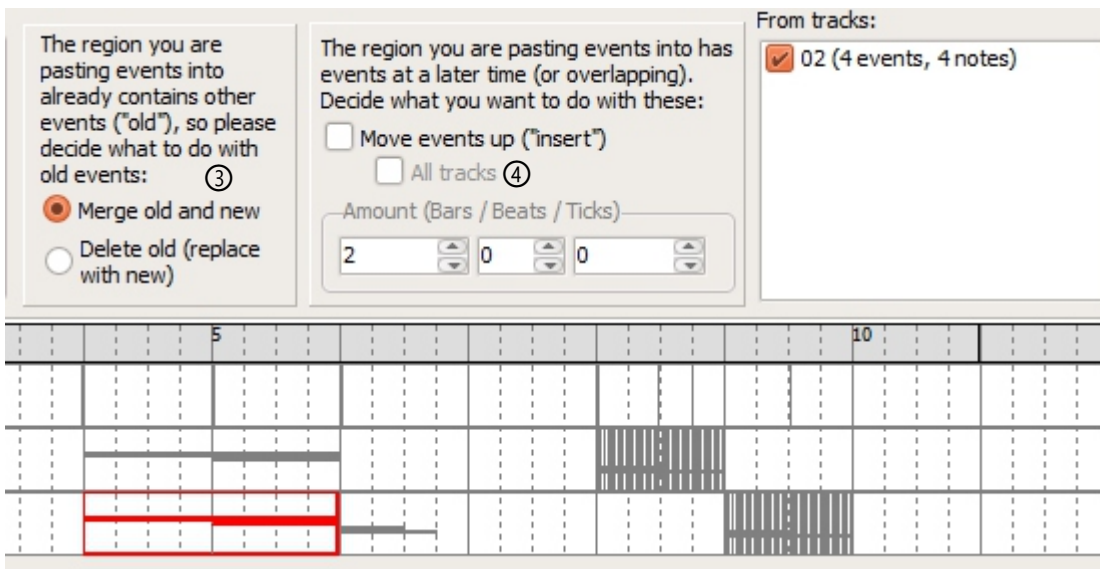 The region you are
pasting events into
already contains other
events ("old"), so please
decide what to do with
old events:
③
Merge old and new
Delete old (replace
with new)
The region you are pasting events into has
events at a later time (or overlapping).
Decide what you want to do with these:
Move events up ("insert")
All tracks ④
Amount (Bars / Beats / Ticks)
2 0 0
From tracks:
02 (4 events, 4 notes)
5 10